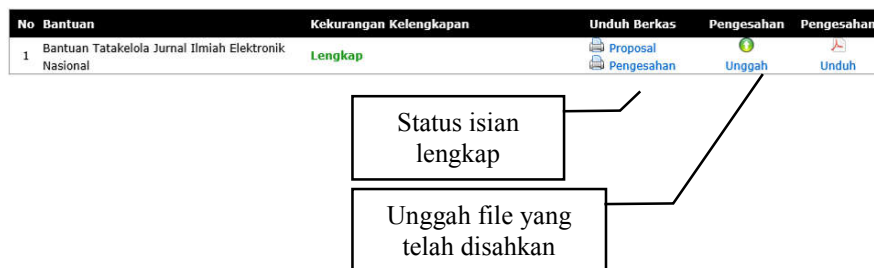 No Bantuan Kekurangan Kelengkapan Unduh Berkas Pengesahan Pengesahan
1 Bantuan Tatakelola Jurnal Ilmiah Elektronik Nasional Lengkap Proposal Pengesahan Unggah Unduh
Status isian
lengkap
Unggah file yang
telah disahkan